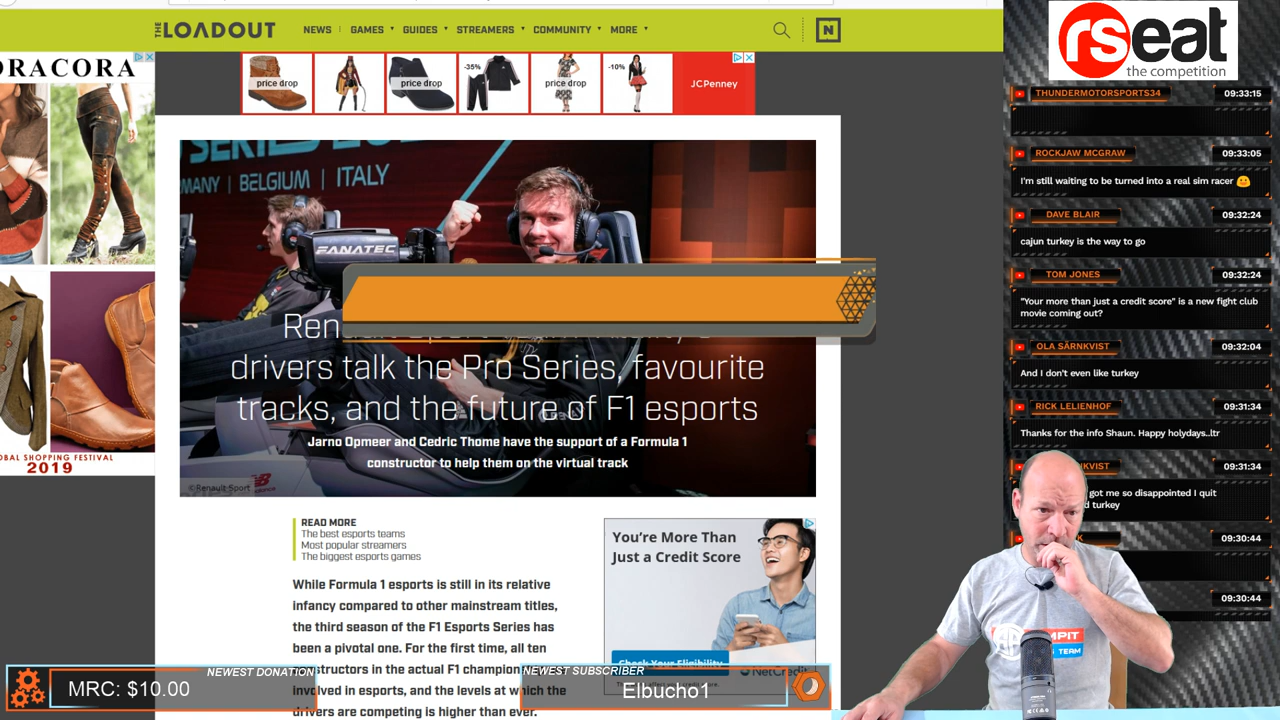 THE LOADOUT
NEWS
GAMES
GUIDES
STREAMERS
COMMUNITY
MORE
N
ORACORA
price drop
price drop
-35%
price drop
-10%
JCPenney
MANY | BELGIUM | ITALY
FANATEC
drivers talk the Pro Series, favourite
tracks, and the future of F1 esports
Jarno Opmeer and Cedric Thome have the support of a Formula 1
constructor to help them on the virtual track
©Renault Sport
new balance
OBAL SHOPPING FESTIVAL
2019
READ MORE
The best esports teams
Most popular streamers
The biggest esports games
While Formula 1 esports is still in its relative
infancy compared to other mainstream titles,
the third season of the F1 Esports Series has
been a pivotal one. For the first time, all ten
constructors in the actual F1 champion
involved in esports, and the levels at which the
drivers are competing is higher than ever.
You're More Than
Just a Credit Score
Check Your Eligibility
NetCredit
NEWEST DONATION
MRC: $10.00
NEWEST SUBSCRIBER
Elbucho1
rseat
the competition
THUNDERMOTORSPORTS34 09:33:15
ROCKJAW MCGRAW 09:33:05
I'm still waiting to be turned into a real sim racer
DAVE BLAIR 09:32:24
cajun turkey is the way to go
TOM JONES 09:32:24
"Your more than just a credit score" is a new fight club
movie coming out?
OLA SÄRNKVIST 09:32:04
And I don't even like turkey
RICK LELIENHOF 09:31:34
Thanks for the info Shaun. Happy holydays..ltr
NKVIST 09:31:34
got me so disappointed I quit
turkey
09:30:44
09:30:44